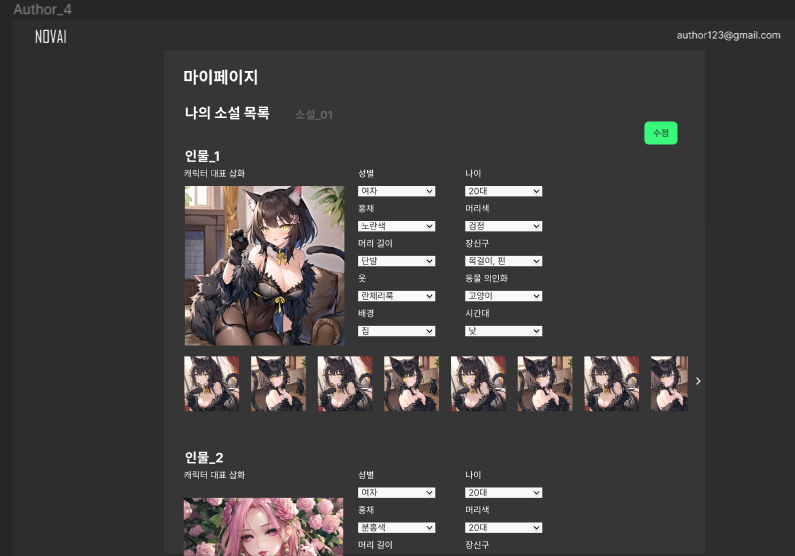 Author_4
NOVAI
author123@gmail.com
마이페이지
나의 소설 목록 소설_01
수정
인물_1
캐릭터 대표 삽화
성별 나이
여자 20대
홍채 머리색
노란색 검정
머리 길이 장신구
단발 목걸이, 핀
옷 동물 의인화
란제리룩 고양이
배경 시간대
집 낮
인물_2
캐릭터 대표 삽화
성별 나이
여자 20대
홍채 머리색
분홍색 20대
머리 길이 장신구